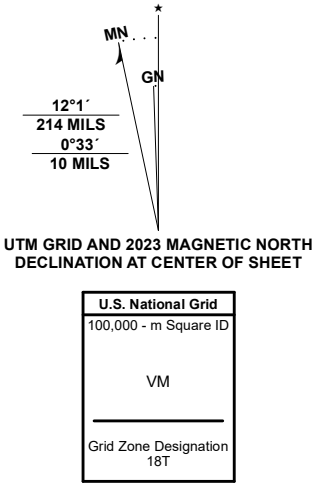 ★
MN
GN
12°1´
214 MILS
0°33´
10 MILS
UTM GRID AND 2023 MAGNETIC NORTH
DECLINATION AT CENTER OF SHEET
U.S. National Grid
100,000 - m Square ID
VM
Grid Zone Designation
18T